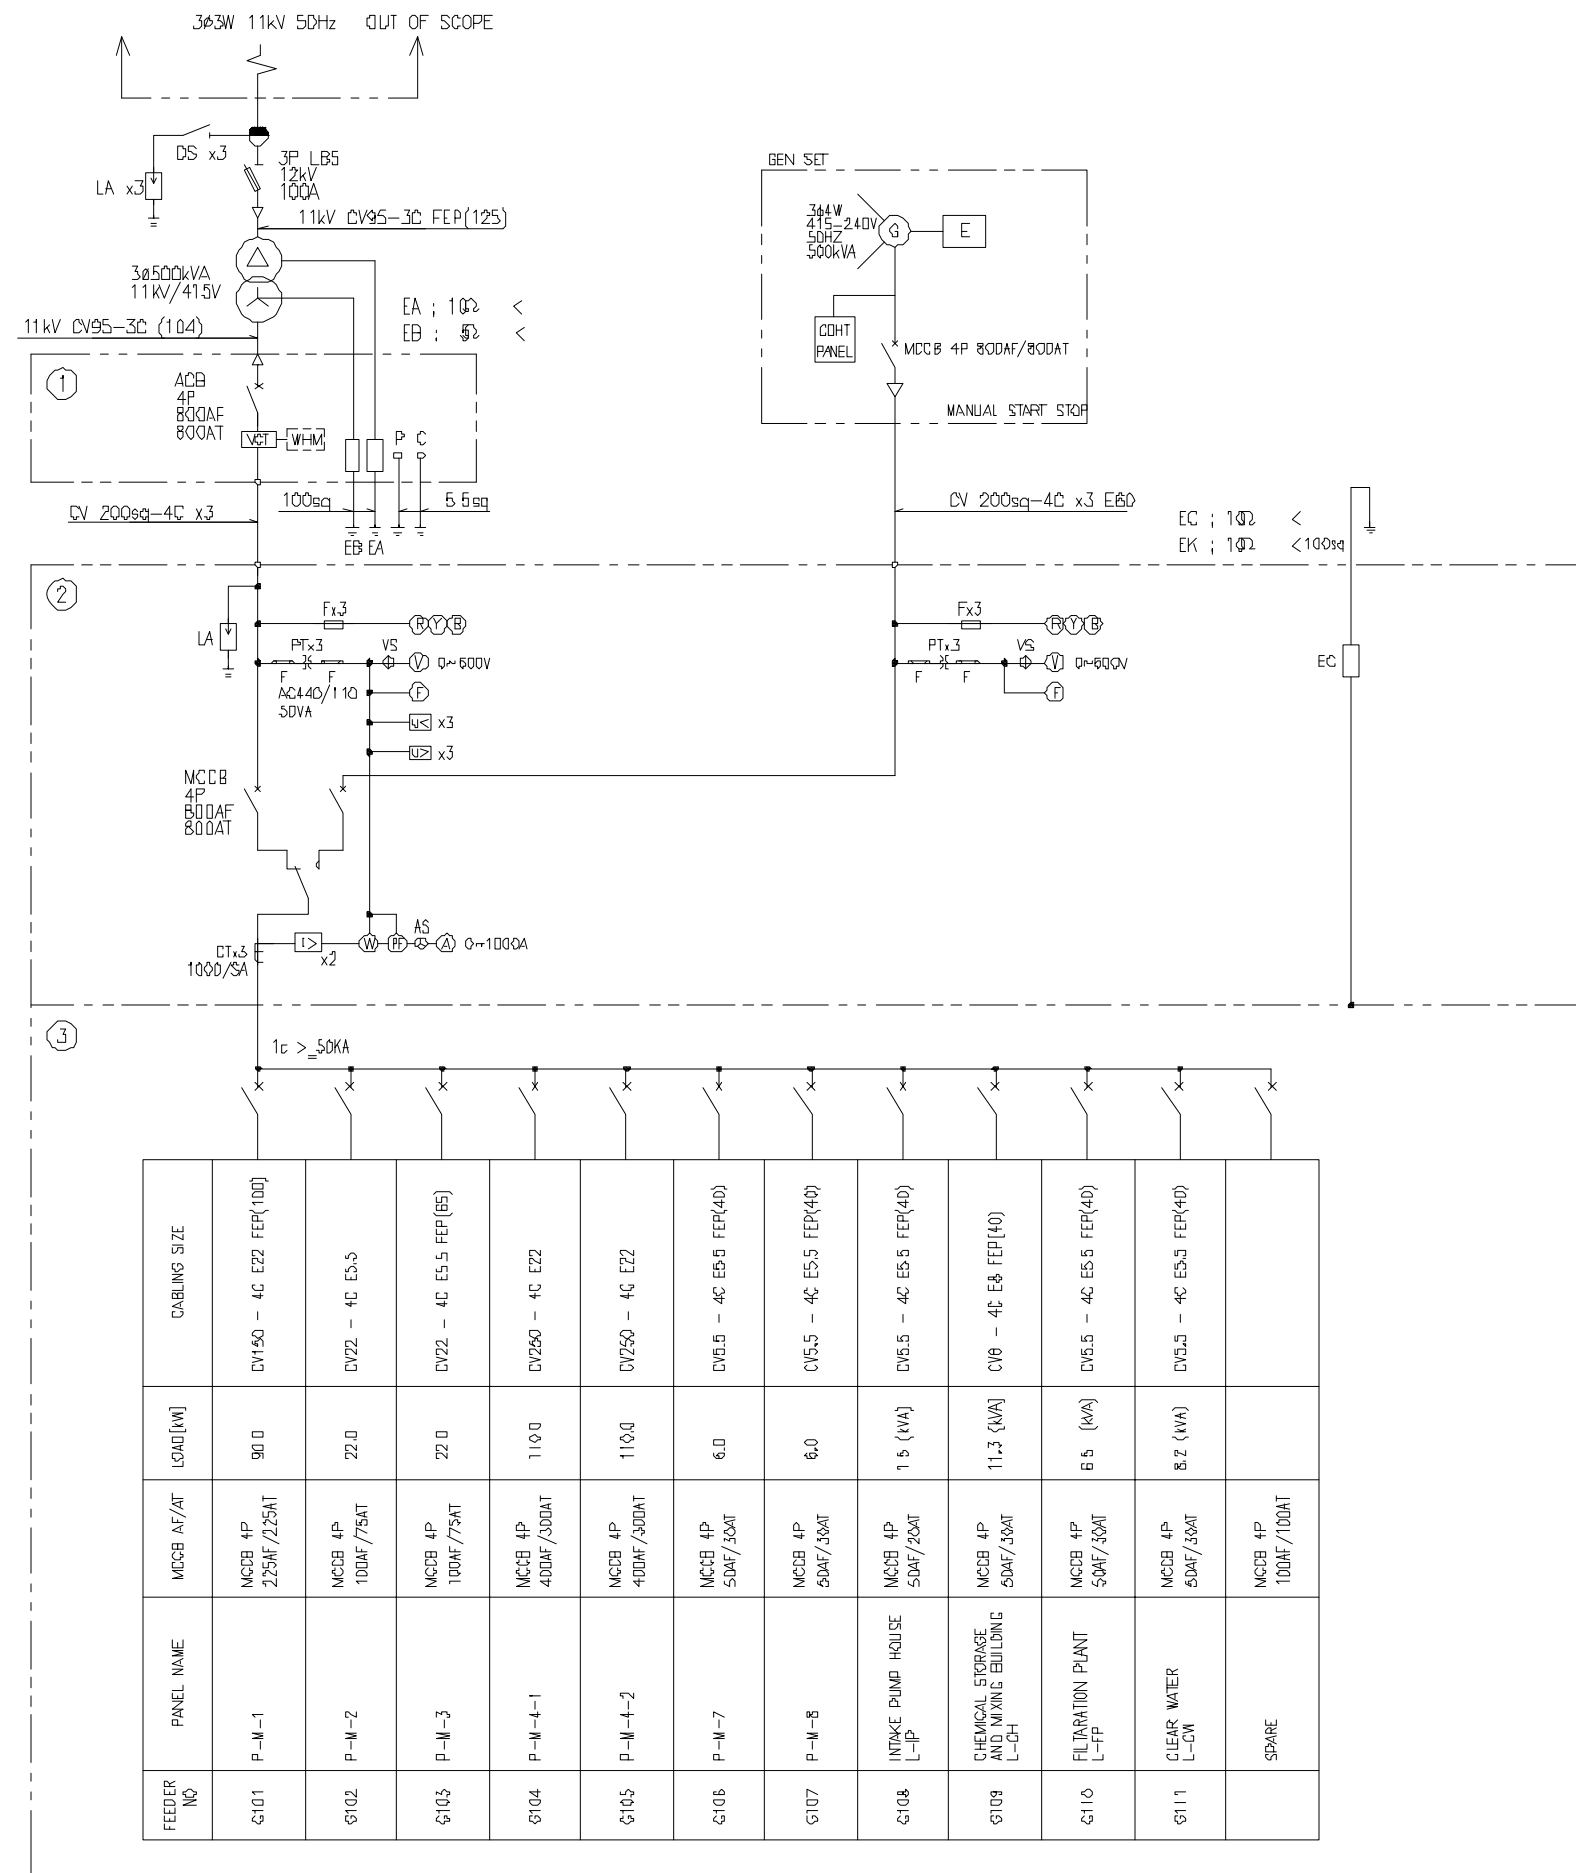 3ø3W 11kV 50Hz OUT OF SCOPE
DS x3
LA x3
3P LBS
12kV
100A
11kV CV95-3C FEP(125)
3ø500kVA
11KV/415V
EA ; 10Ω <
EB ; 5Ω <
11kV CV95-3C (104)
1
ACB
4P
800AF
800AT
VCT
WHM
P C
100sq
5.5sq
CV 200sq-4C x3
EB EA
GEN SET
3ø4W
415-240V
50HZ
500kVA
G
E
CONT
PANEL
MCCB 4P 800AF/800AT
MANUAL START STOP
CV 200sq-4C x3 E60
EC ; 10Ω <
EK ; 10Ω <100sq
EC
2
LA
Fx3
R Y B
PTx3
VS
V 0~600V
F F
AC440/110
50VA
F
U< x3
U> x3
Fx3
R Y B
PTx3
VS
V 0~600V
F F
F
MCCB
4P
800AF
800AT
CTx3
1000/5A
I>
x2
W PF
AS
A 0~1000A
3
1c >=50KA
CABLING SIZE
CV150 - 4C E22 FEP(100)
CV22 - 4C E5.5
CV22 - 4C E5.5 FEP(65)
CV250 - 4C E22
CV250 - 4C E22
CV5.5 - 4C E5.5 FEP(40)
CV5.5 - 4C E5.5 FEP(40)
CV5.5 - 4C E5.5 FEP(40)
CV8 - 4C E8 FEP(40)
CV5.5 - 4C E5.5 FEP(40)
CV5.5 - 4C E5.5 FEP(40)
LOAD[kW]
90.0
22.0
22.0
110.0
110.0
6.0
6.0
1.5 (kVA)
11.3 (kVA)
6.5 (kVA)
8.2 (kVA)
MCCB AF/AT
MCCB 4P
225AF/225AT
MCCB 4P
100AF/75AT
MCCB 4P
100AF/75AT
MCCB 4P
400AF/300AT
MCCB 4P
400AF/300AT
MCCB 4P
50AF/30AT
MCCB 4P
50AF/30AT
MCCB 4P
50AF/20AT
MCCB 4P
50AF/30AT
MCCB 4P
50AF/30AT
MCCB 4P
50AF/30AT
MCCB 4P
100AF/100AT
PANEL NAME
P-M-1
P-M-2
P-M-3
P-M-4-1
P-M-4-2
P-M-7
P-M-8
INTAKE PUMP HOUSE
L-IP
CHEMICAL STORAGE
AND MIXING BUILDING
L-CH
FILTARATION PLANT
L-FP
CLEAR WATER
L-CW
SPARE
FEEDER
NO
G101
G102
G103
G104
G105
G106
G107
G108
G109
G110
G111